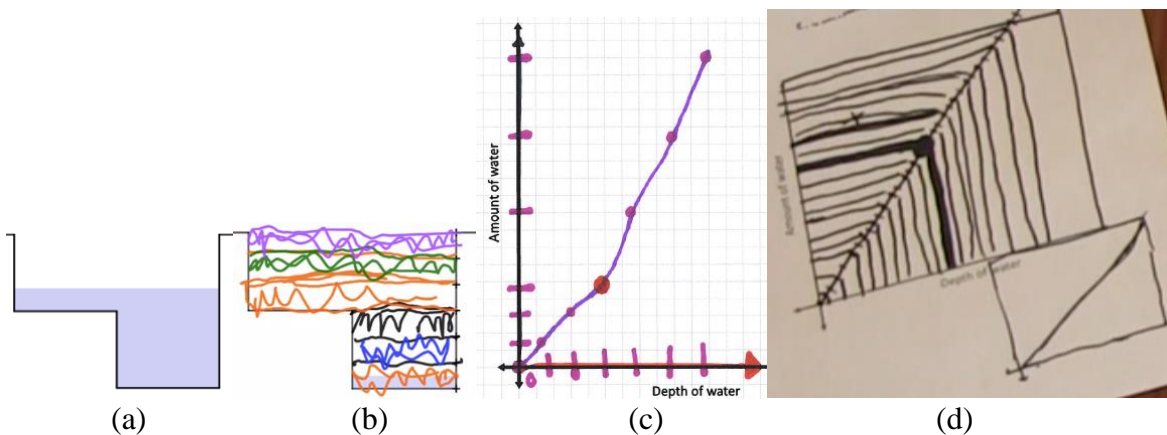 Amount of water
0
Depth of water
Amount of water
Depth of water
(a) (b) (c) (d)